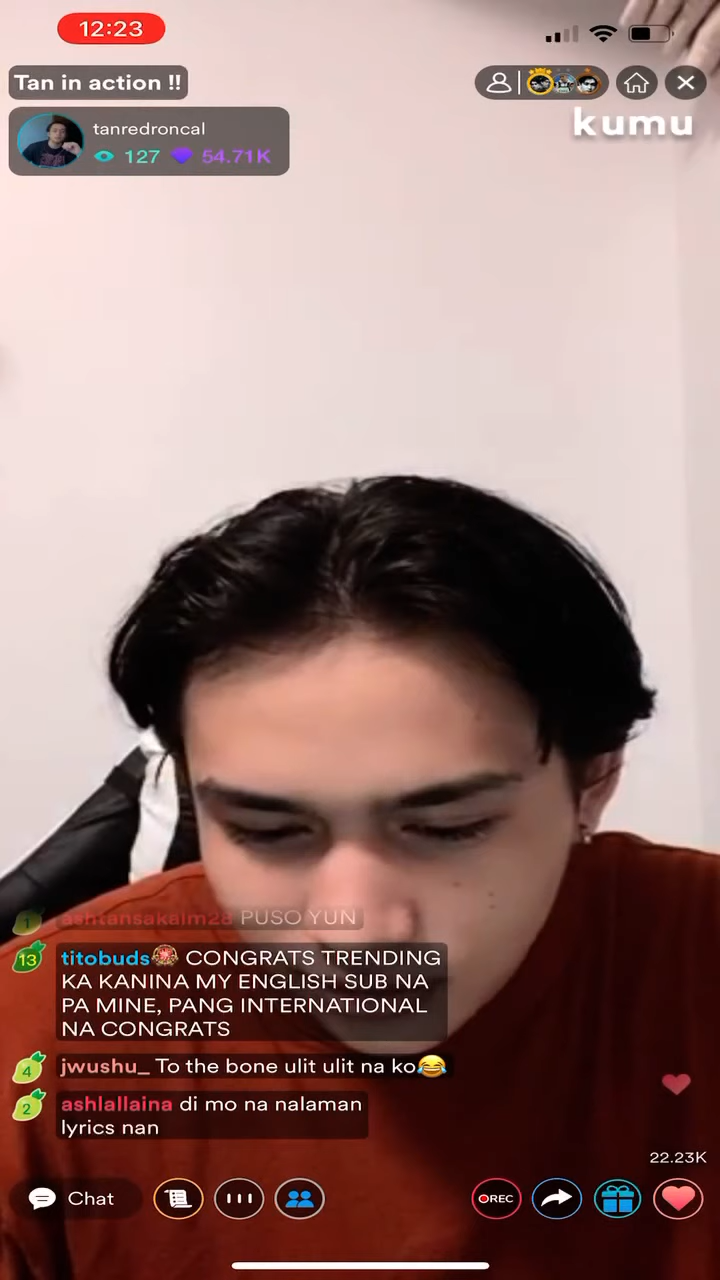 12:23
Tan in action !!
kumu
tanredroncal
127 54.71K
ashtansakalm28 PUSO YUN
13 titobuds CONGRATS TRENDING
KA KANINA MY ENGLISH SUB NA
PA MINE, PANG INTERNATIONAL
NA CONGRATS
4 jwushu_ To the bone ulit ulit na ko😂
2 ashlallaina di mo na nalaman
lyrics nan
22.23K
Chat
REC